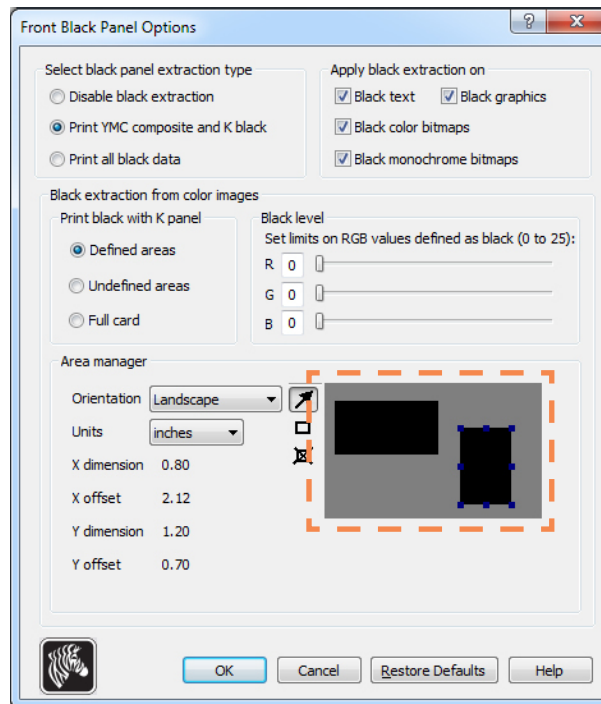 Front Black Panel Options
Select black panel extraction type
Disable black extraction
Print YMC composite and K black
Print all black data
Apply black extraction on
Black text Black graphics
Black color bitmaps
Black monochrome bitmaps
Black extraction from color images
Print black with K panel
Defined areas
Undefined areas
Full card
Black level
Set limits on RGB values defined as black (0 to 25):
R 0
G 0
B 0
Area manager
Orientation Landscape
Units inches
X dimension 0.80
X offset 2.12
Y dimension 1.20
Y offset 0.70
OK Cancel Restore Defaults Help